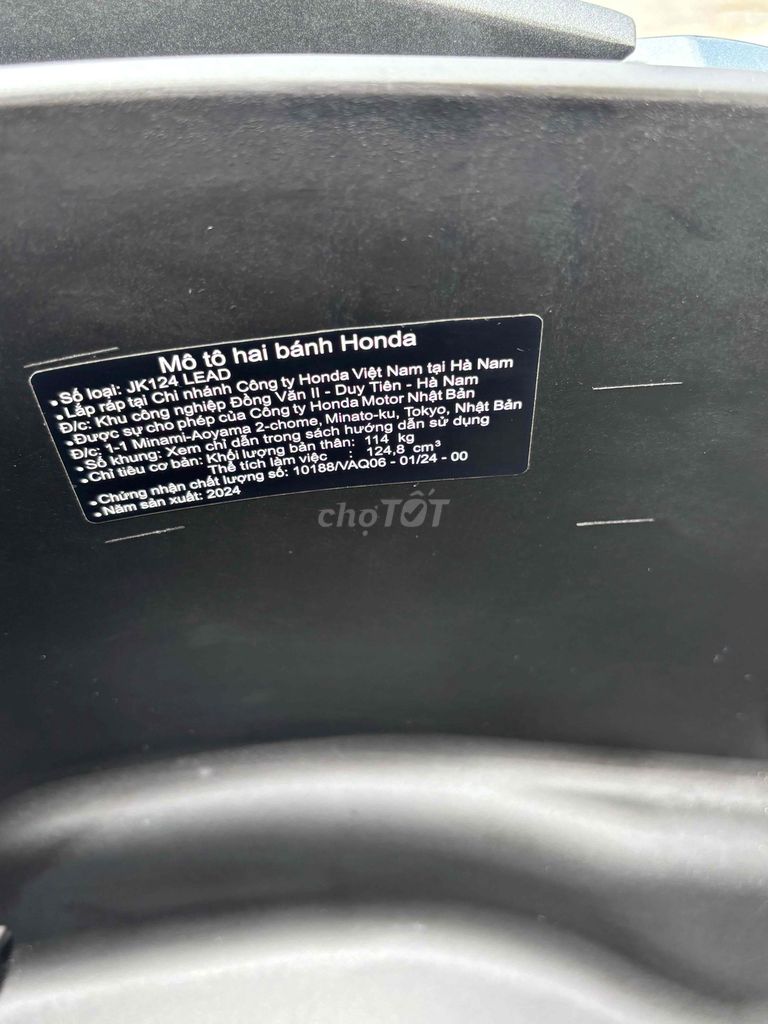 Mô tô hai bánh Honda
• Số loại: JK124 LEAD
• Lắp ráp tại Chi nhánh Công ty Honda Việt Nam tại Hà Nam
Đ/c: Khu công nghiệp Đồng Văn II - Duy Tiên - Hà Nam
• Được sự cho phép của Công ty Honda Motor Nhật Bản
Đ/c: 1-1 Minami-Aoyama 2-chome, Minato-ku, Tokyo, Nhật Bản
• Số khung: Xem chỉ dẫn trong sách hướng dẫn sử dụng
• Chỉ tiêu cơ bản: Khối lượng bản thân: 114 kg
Thể tích làm việc : 124,8 cm³
• Chứng nhận chất lượng số: 10188/VAQ06 - 01/24 - 00
• Năm sản xuất: 2024
chợTỐT